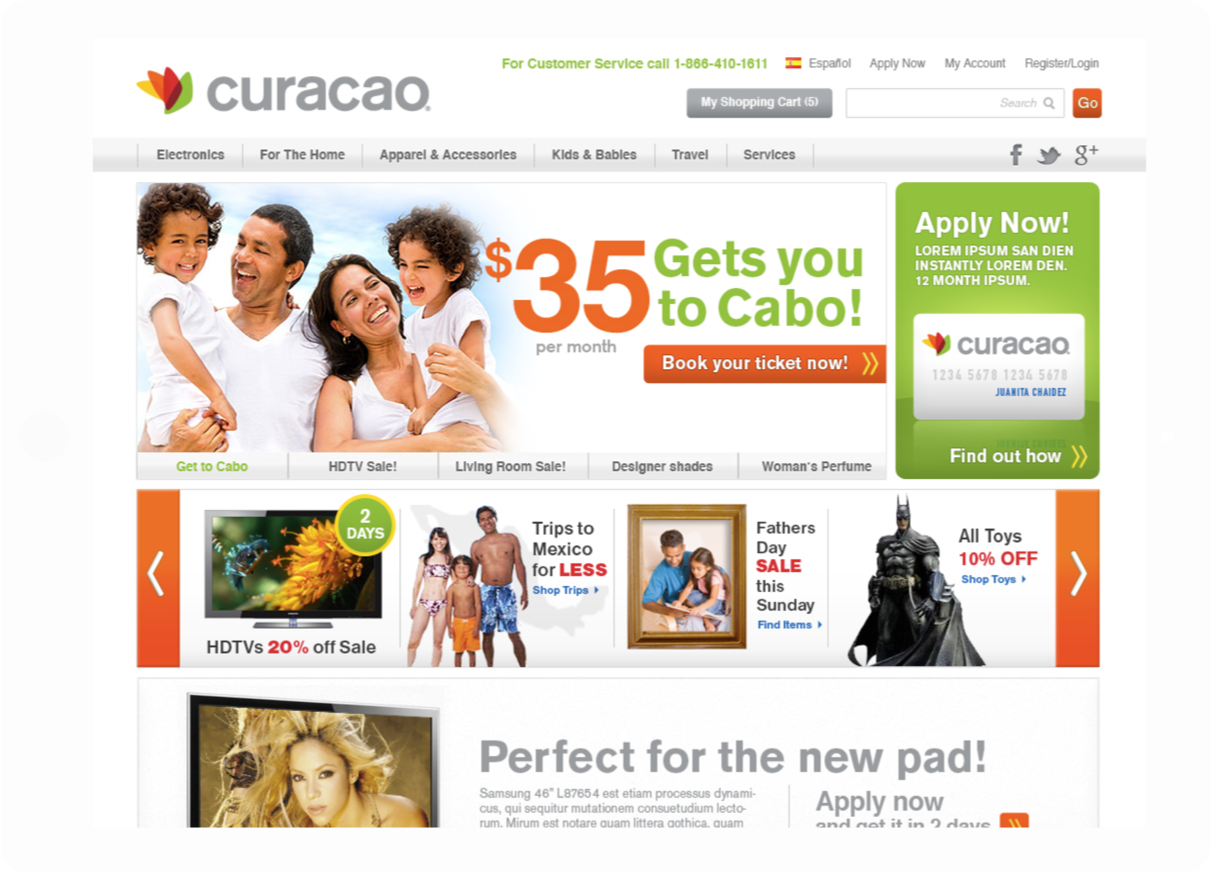 For Customer Service call 1-866-410-1611
Español
Apply Now
My Account
Register/Login
curacao
My Shopping Cart (5)
Search
Go
Electronics
For The Home
Apparel & Accessories
Kids & Babies
Travel
Services
f
g+
$35
per month
Gets you
to Cabo!
Book your ticket now!
Apply Now!
LOREM IPSUM SAN DIEN
INSTANTLY LOREM DEN.
12 MONTH IPSUM.
curacao
1234 5678 1234 5678
JUANITA CHAIDEZ
Find out how
Get to Cabo
HDTV Sale!
Living Room Sale!
Designer shades
Woman's Perfume
2
DAYS
HDTVs 20% off Sale
Trips to
Mexico
for LESS
Shop Trips
Fathers
Day
SALE
this
Sunday
Find Items
All Toys
10% OFF
Shop Toys
Perfect for the new pad!
Samsung 46" L87654 est etiam processus dynami-
cus, qui sequitur mutationem consuetudium lecto-
rum. Mirum est notare quam littera gothica, quam
Apply now
and get it in 2 days